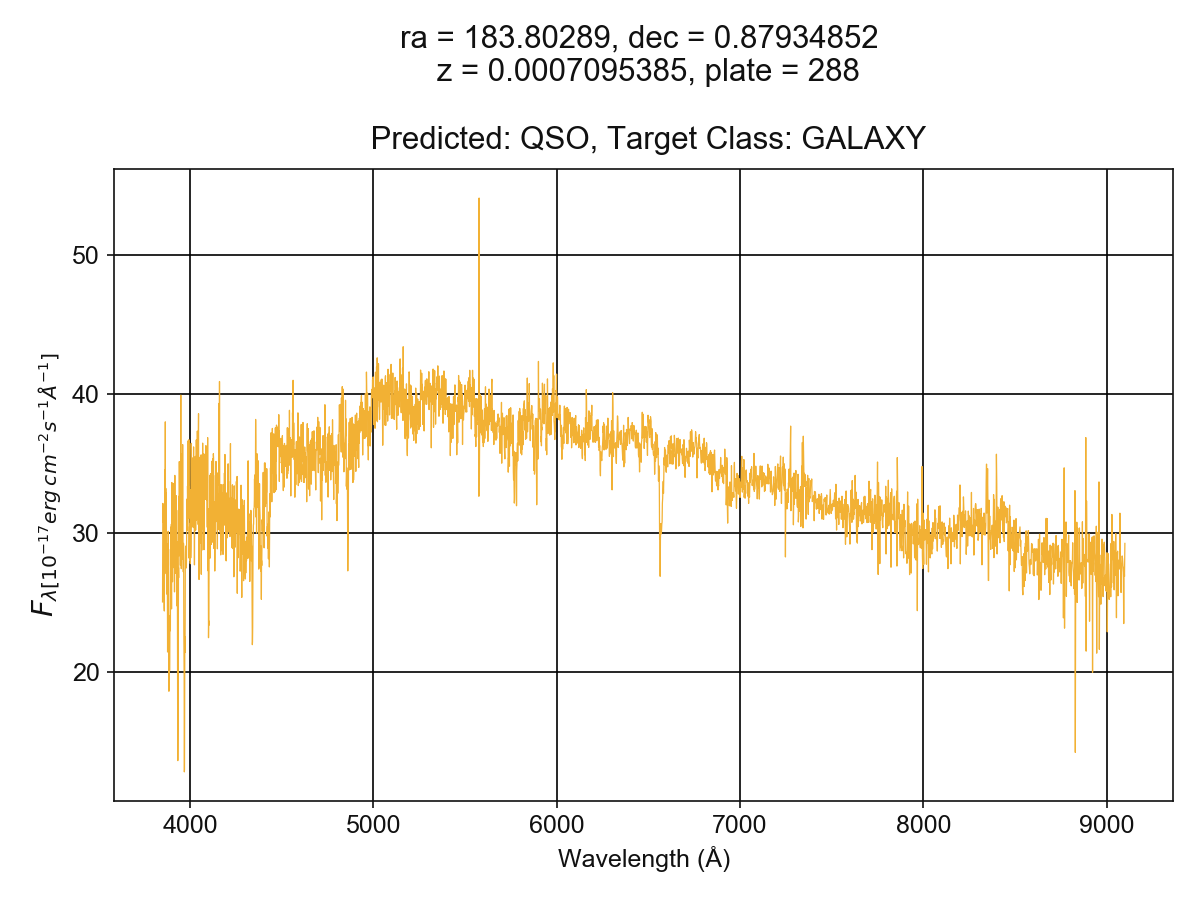 ra = 183.80289, dec = 0.87934852
z = 0.0007095385, plate = 288
Predicted: QSO, Target Class: GALAXY
50
40
30
20
Fλ[10⁻¹⁷erg cm⁻²s⁻¹Å⁻¹]
4000 5000 6000 7000 8000 9000
Wavelength (Å)